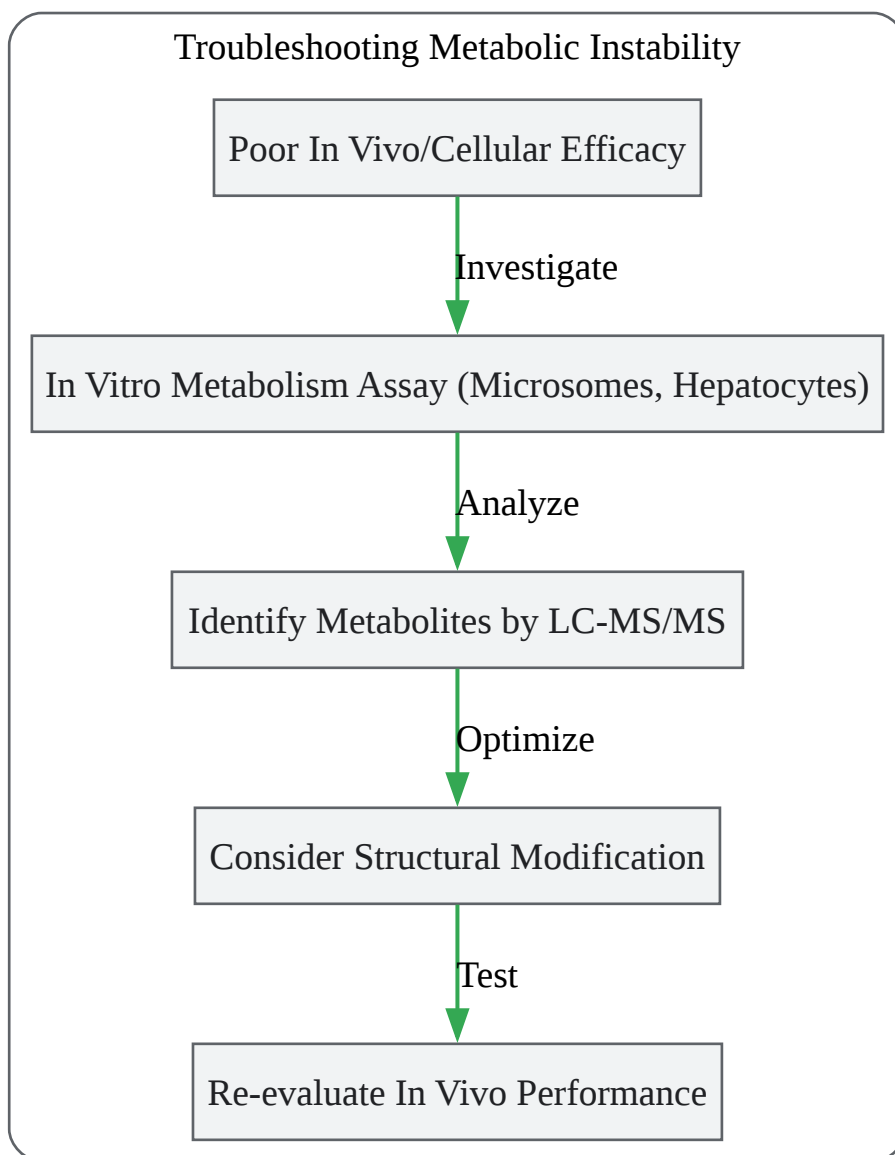 Troubleshooting Metabolic Instability
Poor In Vivo/Cellular Efficacy
Investigate
In Vitro Metabolism Assay (Microsomes, Hepatocytes)
Analyze
Identify Metabolites by LC-MS/MS
Optimize
Consider Structural Modification
Test
Re-evaluate In Vivo Performance